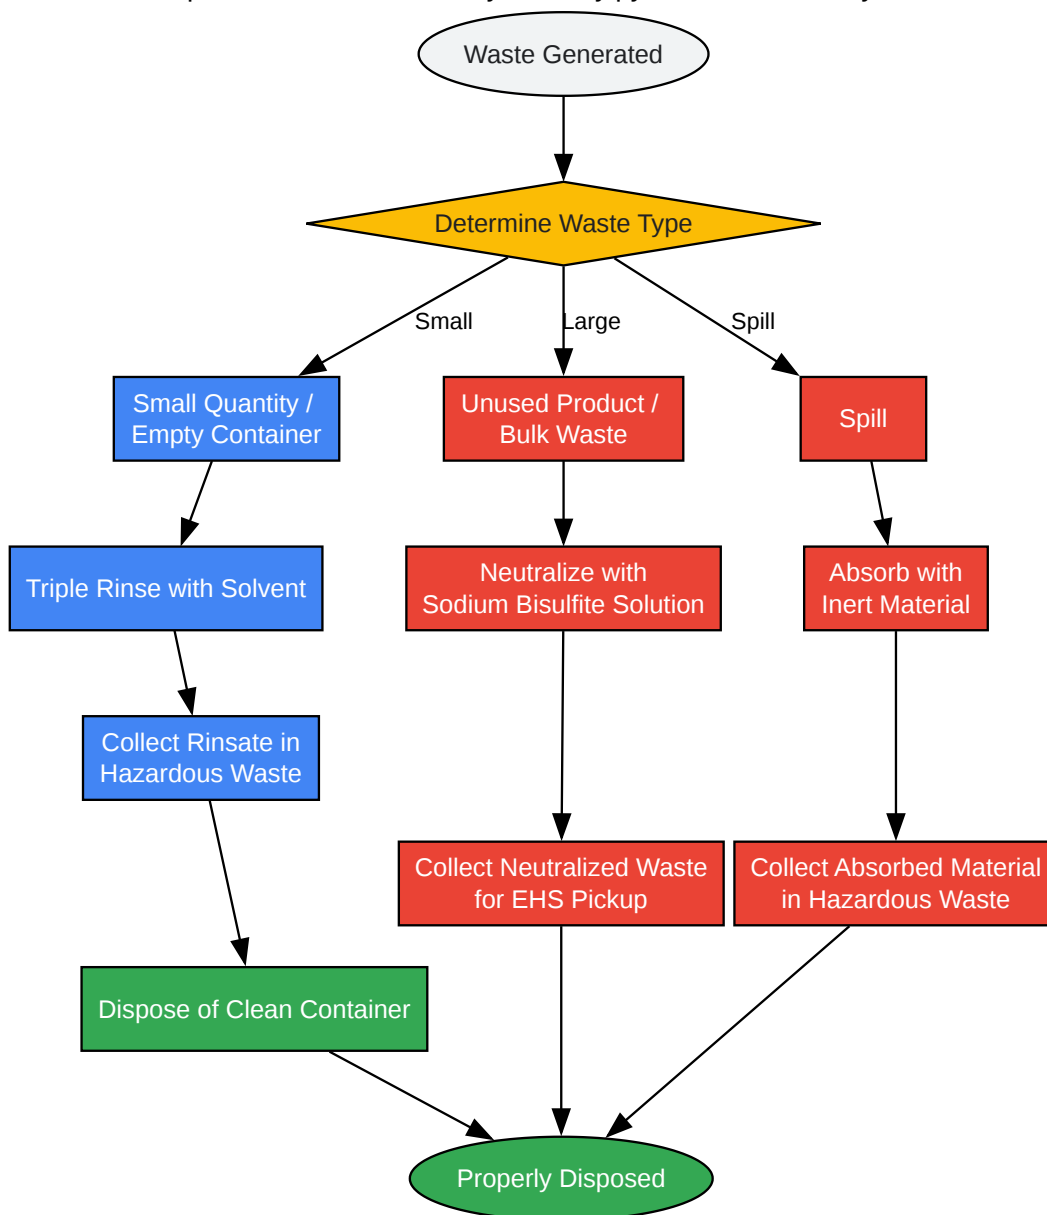 Waste Generated
Determine Waste Type
Small
Large
Spill
Small Quantity /
Empty Container
Unused Product /
Bulk Waste
Spill
Triple Rinse with Solvent
Neutralize with
Sodium Bisulfite Solution
Absorb with
Inert Material
Collect Rinsate in
Hazardous Waste
Collect Neutralized Waste
for EHS Pickup
Collect Absorbed Material
in Hazardous Waste
Dispose of Clean Container
Properly Disposed